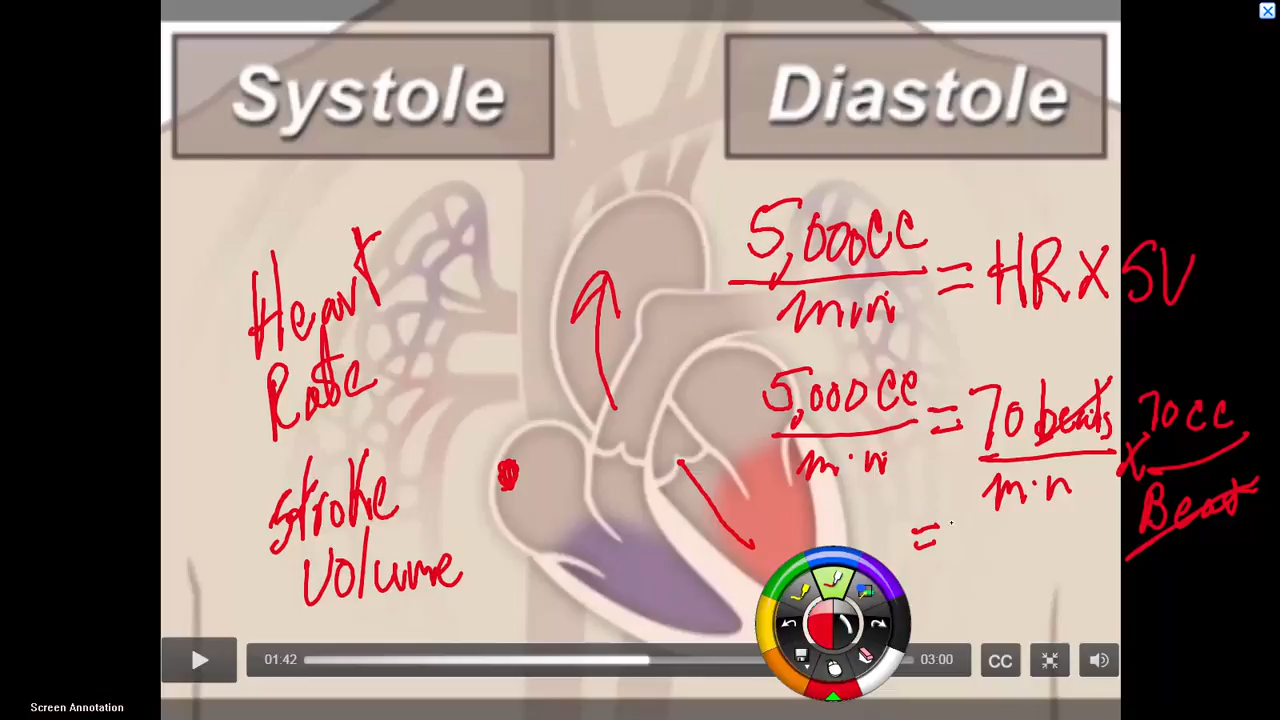 Systole
Diastole
Heart
Rate
Stroke
Volume
5,000cc
min
= HR X SV
5,000cc
min
= 70 beats
min
X 70cc
Beat
=
01:42
03:00
CC
Screen Annotation